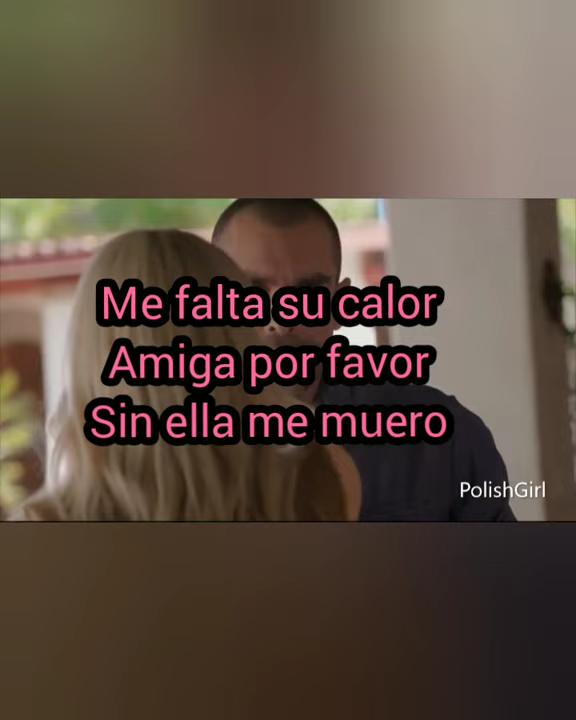 Me falta su calor
Amiga por favor
Sin ella me muero
PolishGirl